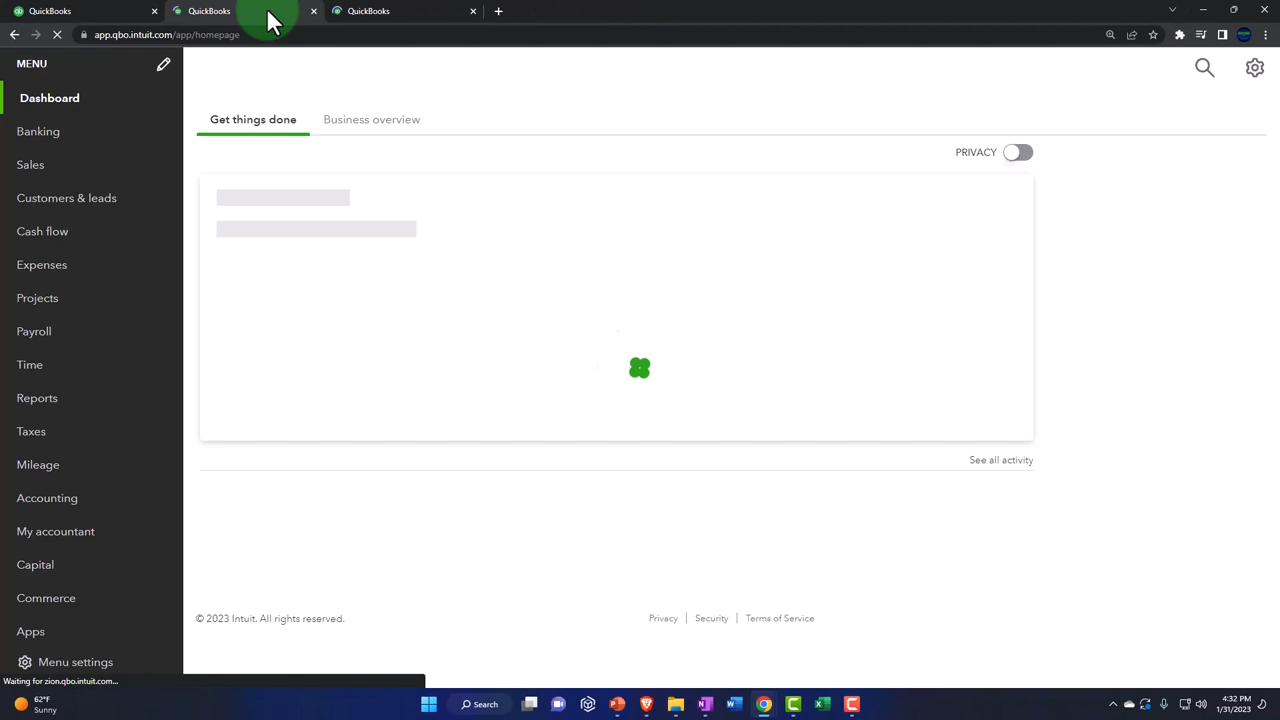 QuickBooks
QuickBooks
QuickBooks
app.qbo.intuit.com/app/homepage
MENU
Dashboard
Banking
Sales
Customers & leads
Cash flow
Expenses
Projects
Payroll
Time
Reports
Taxes
Mileage
Accounting
My accountant
Capital
Commerce
Apps
Menu settings
Get things done
Business overview
PRIVACY
See all activity
© 2023 Intuit. All rights reserved.
Privacy
Security
Terms of Service
Waiting for zion.qbo.intuit.com...
62°F
Sunny
Search
4:32 PM
1/31/2023